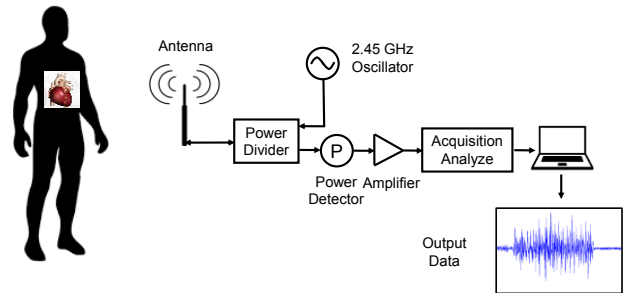 Antenna
2.45 GHz
Oscillator
Power
Divider
P
Power
Detector
Amplifier
Acquisition
Analyze
Output
Data